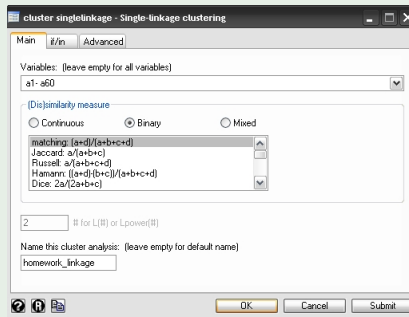 cluster singlelinkage - Single-linkage clustering
Main if/in Advanced
Variables: (leave empty for all variables)
a1- a60
(Dis)similarity measure
Continuous Binary Mixed
matching: (a+d)/(a+b+c+d)
Jaccard: a/(a+b+c)
Russell: a/(a+b+c+d)
Hamann: ((a+d)-(b+c))/(a+b+c+d)
Dice: 2a/(2a+b+c)
2 # for L(#) or Lpower(#)
Name this cluster analysis: (leave empty for default name)
homework_linkage
? R OK Cancel Submit